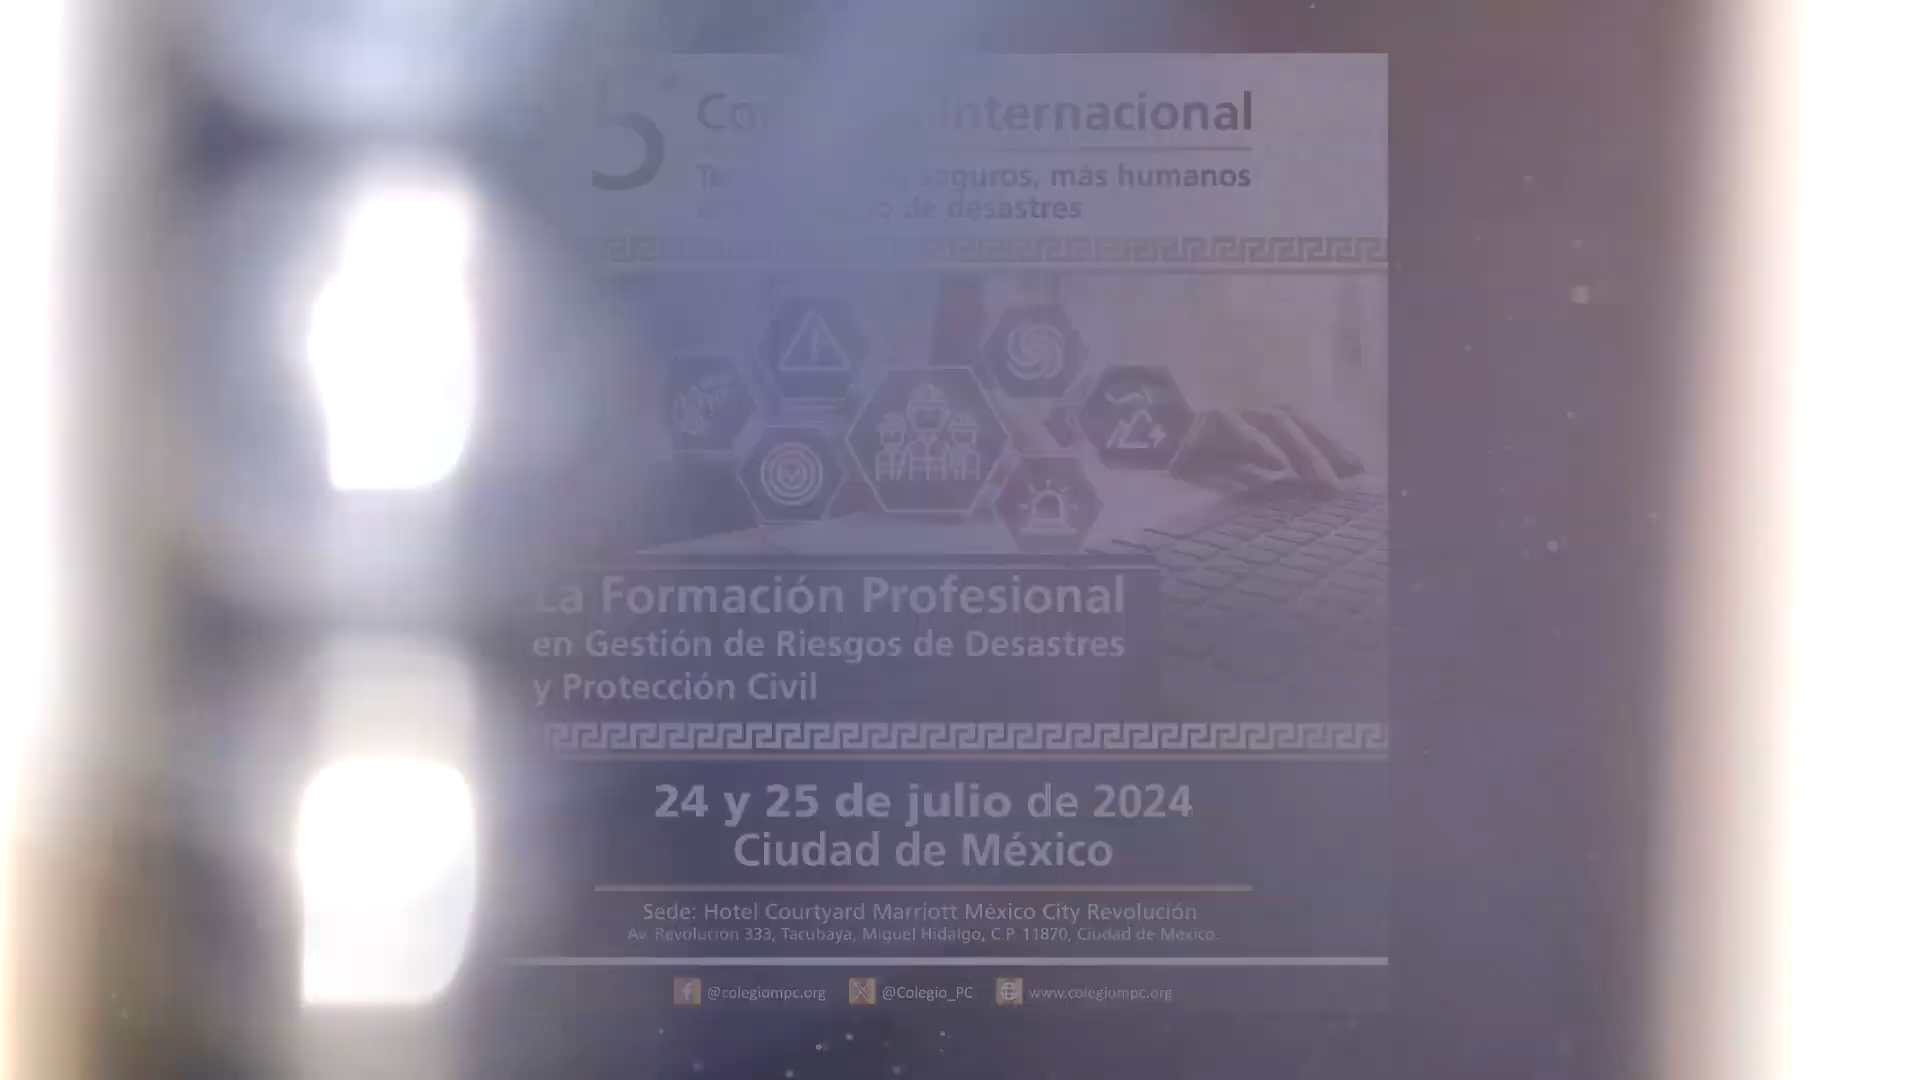 5°
Internacional
seguros, más humanos
de desastres
La Formación Profesional
en Gestión de Riesgos de Desastres
y Protección Civil
24 y 25 de julio de 2024
Ciudad de México
Sede: Hotel Courtyard Marriott México City Revolución
Av. Revolución 333, Tacubaya, Miguel Hidalgo, C.P. 11870, Ciudad de México.
@colegiompc.org @Colegio_PC www.colegiompc.org